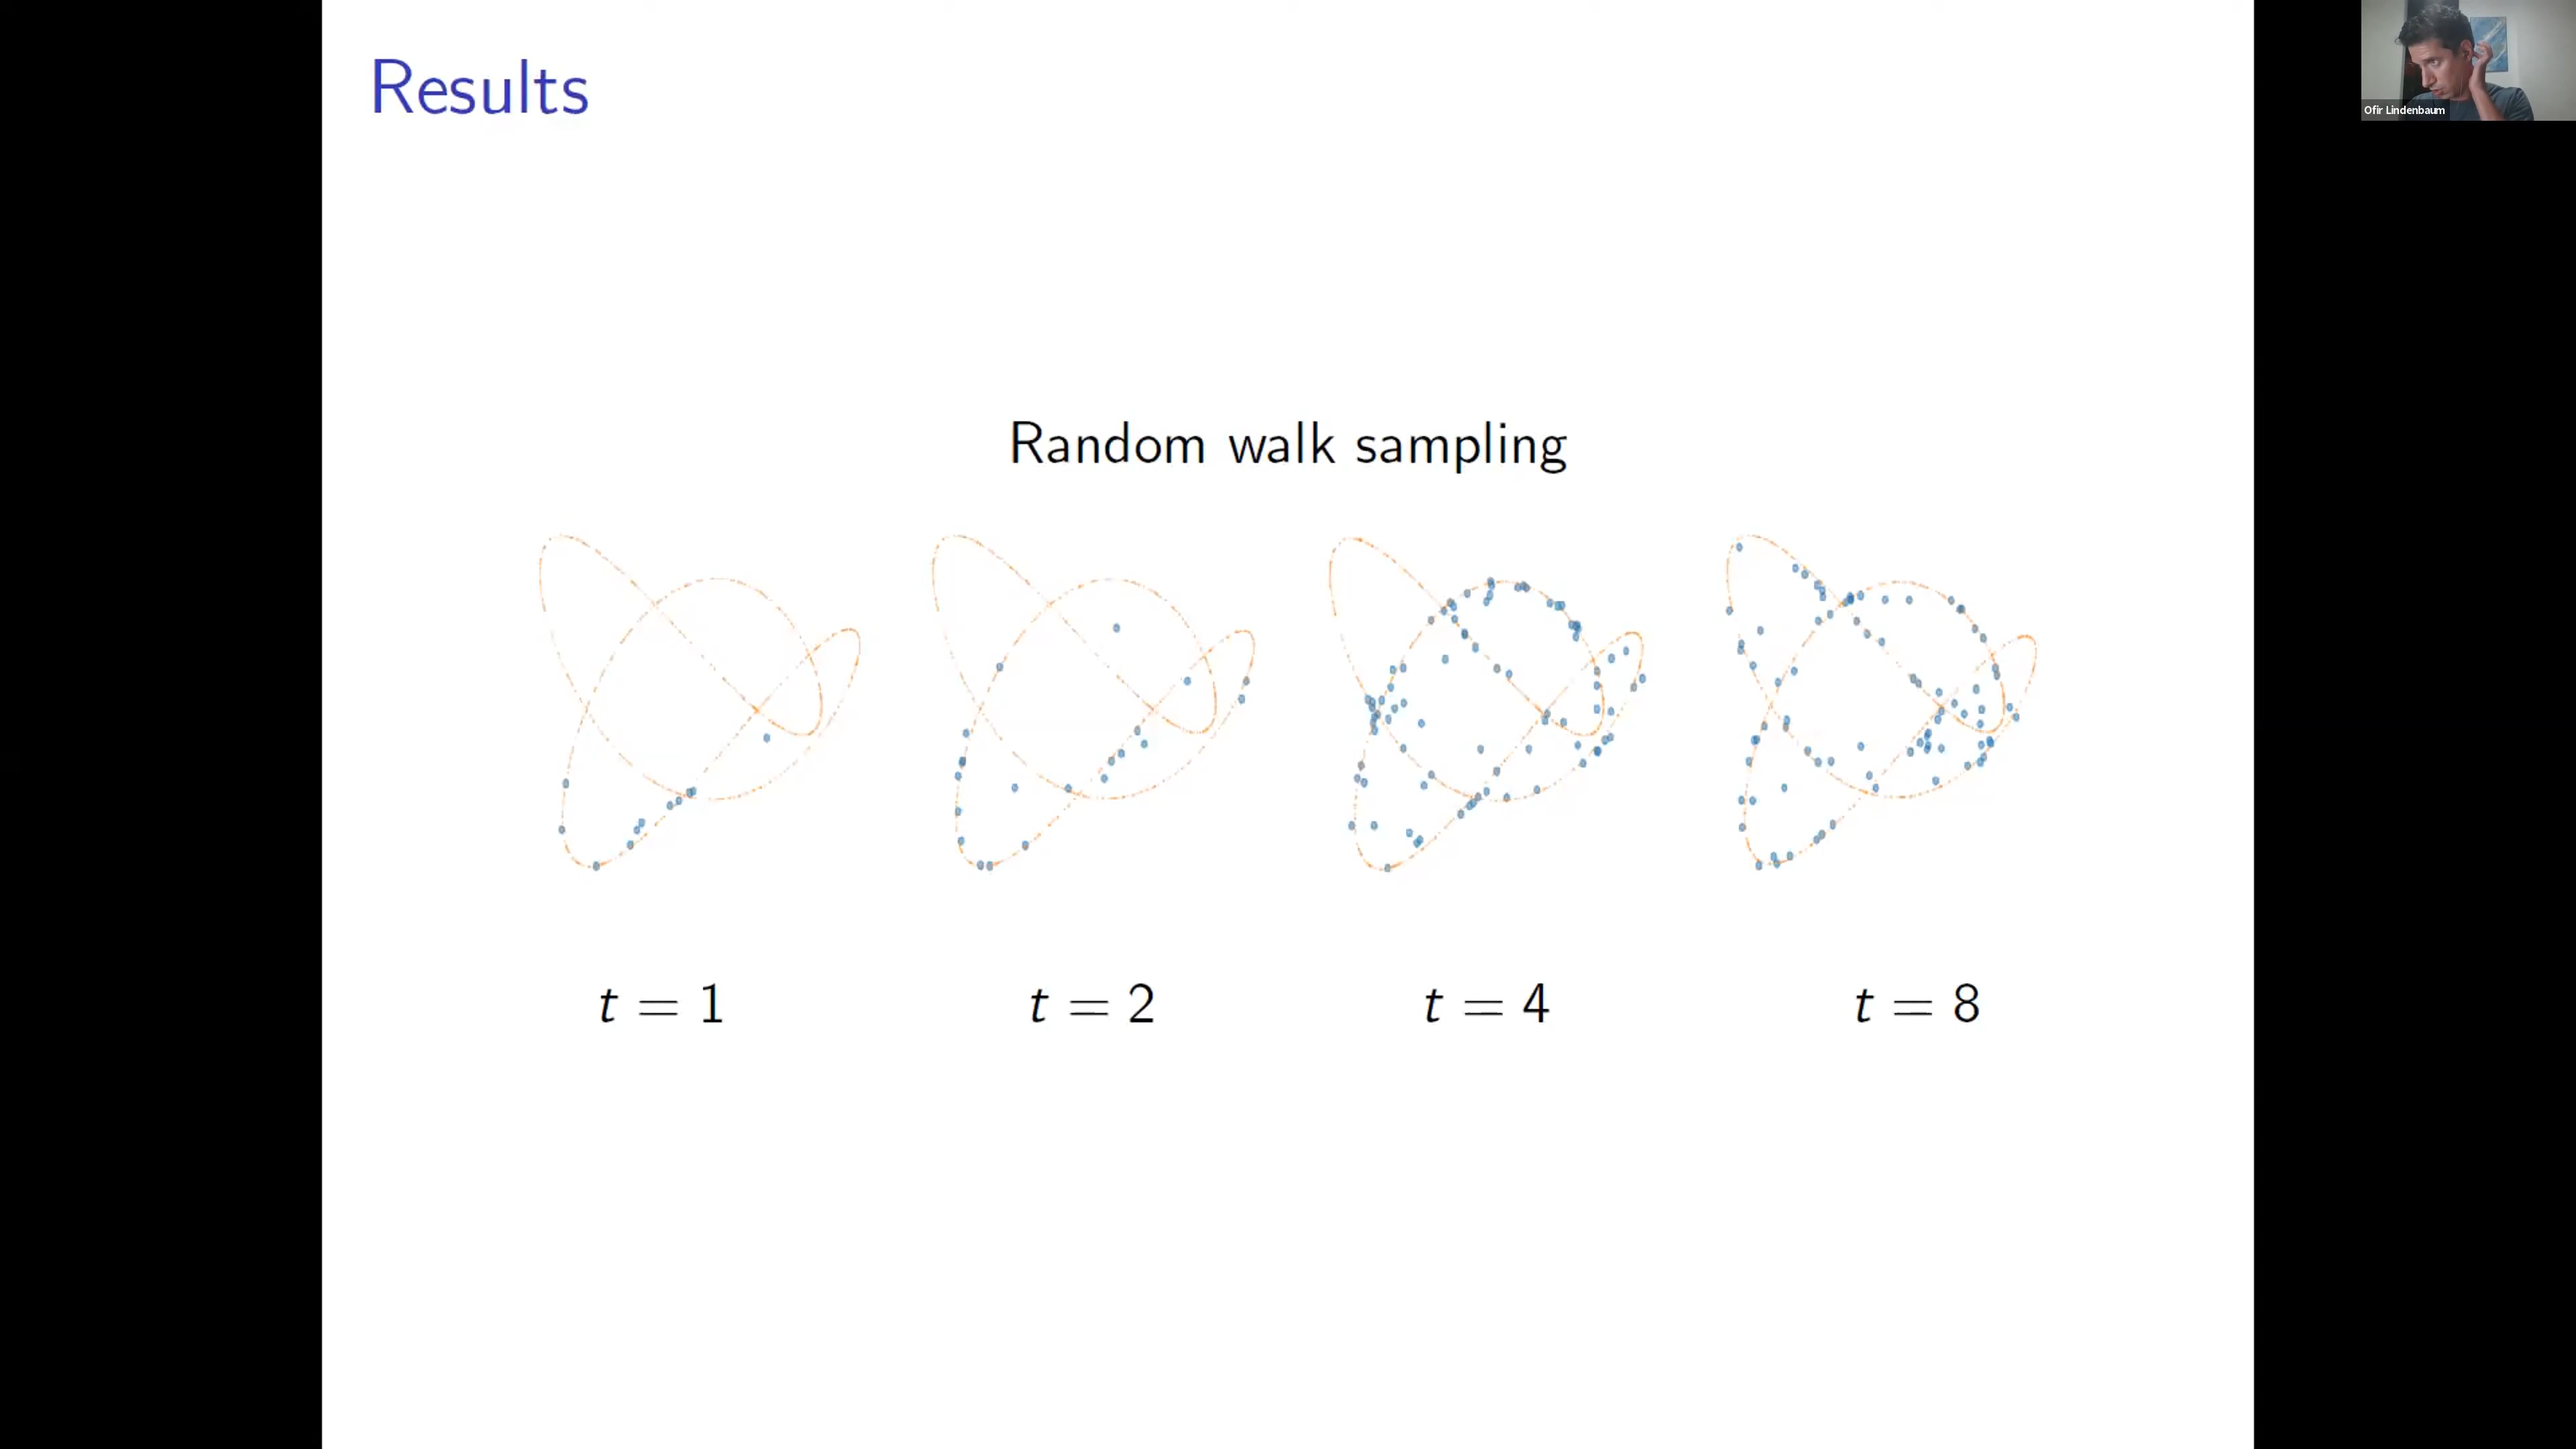 Results
Ofir Lindenbaum
Random walk sampling
t = 1
t = 2
t = 4
t = 8